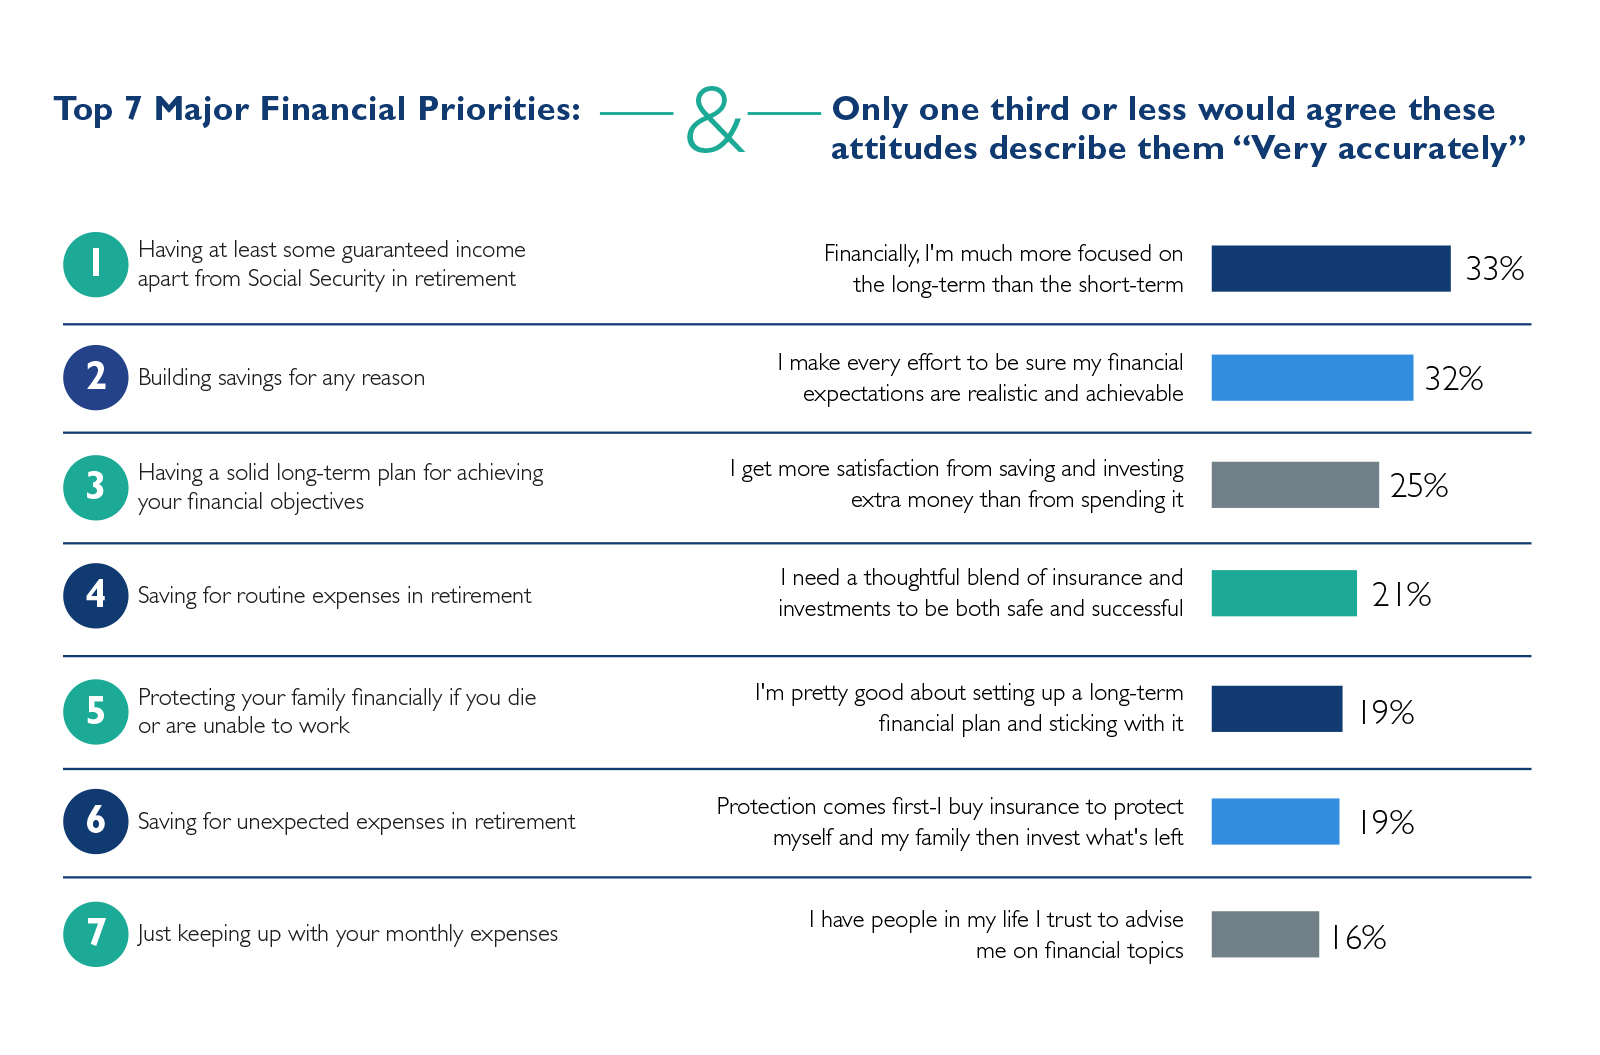 Top 7 Major Financial Priorities:
&
Only one third or less would agree these
attitudes describe them “Very accurately”
1
Having at least some guaranteed income
apart from Social Security in retirement
Financially, I'm much more focused on
the long-term than the short-term
33%
2
Building savings for any reason
I make every effort to be sure my financial
expectations are realistic and achievable
32%
3
Having a solid long-term plan for achieving
your financial objectives
I get more satisfaction from saving and investing
extra money than from spending it
25%
4
Saving for routine expenses in retirement
I need a thoughtful blend of insurance and
investments to be both safe and successful
21%
5
Protecting your family financially if you die
or are unable to work
I'm pretty good about setting up a long-term
financial plan and sticking with it
19%
6
Saving for unexpected expenses in retirement
Protection comes first-I buy insurance to protect
myself and my family then invest what's left
19%
7
Just keeping up with your monthly expenses
I have people in my life I trust to advise
me on financial topics
16%